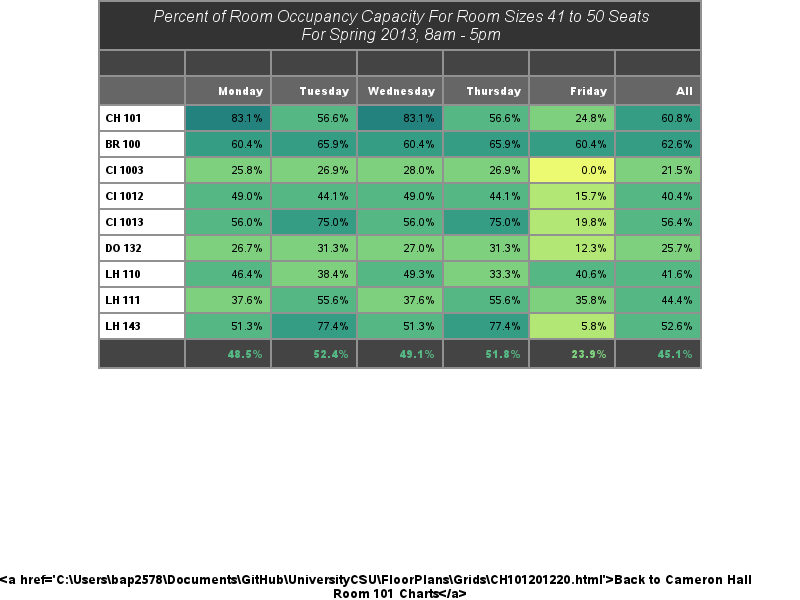 Percent of Room Occupancy Capacity For Room Sizes 41 to 50 Seats
For Spring 2013, 8am - 5pm
Monday Tuesday Wednesday Thursday Friday All
CH 101 83.1% 56.6% 83.1% 56.6% 24.8% 60.8%
BR 100 60.4% 65.9% 60.4% 65.9% 60.4% 62.6%
CI 1003 25.8% 26.9% 28.0% 26.9% 0.0% 21.5%
CI 1012 49.0% 44.1% 49.0% 44.1% 15.7% 40.4%
CI 1013 56.0% 75.0% 56.0% 75.0% 19.8% 56.4%
DO 132 26.7% 31.3% 27.0% 31.3% 12.3% 25.7%
LH 110 46.4% 38.4% 49.3% 33.3% 40.6% 41.6%
LH 111 37.6% 55.6% 37.6% 55.6% 35.8% 44.4%
LH 143 51.3% 77.4% 51.3% 77.4% 5.8% 52.6%
48.5% 52.4% 49.1% 51.8% 23.9% 45.1%
<a href='C:\Users\bap2578\Documents\GitHub\UniversityCSU\FloorPlans\Grids\CH101201220.html'>Back to Cameron Hall
Room 101 Charts</a>